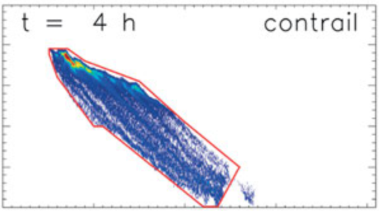 t = 4 h contrail